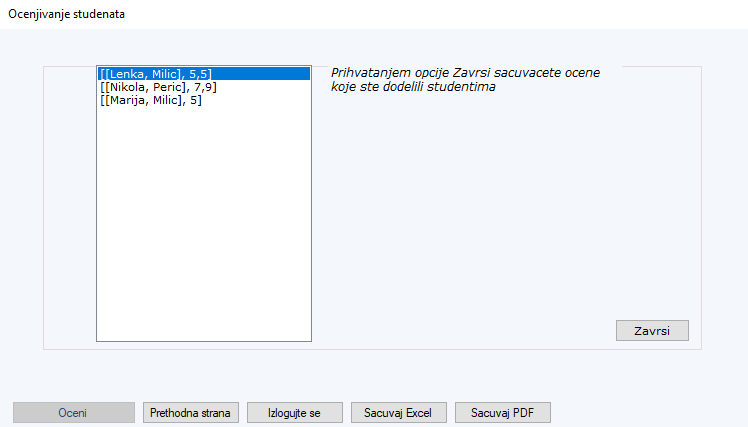 Ocenjivanje studenata
[[Lenka, Milic], 5,5]
[[Nikola, Peric], 7,9]
[[Marija, Milic], 5]
Prihvatanjem opcije Zavrsi sacuvacete ocene
koje ste dodelili studentima
Zavrsi
Oceni
Prethodna strana
Izlogujte se
Sacuvaj Excel
Sacuvaj PDF